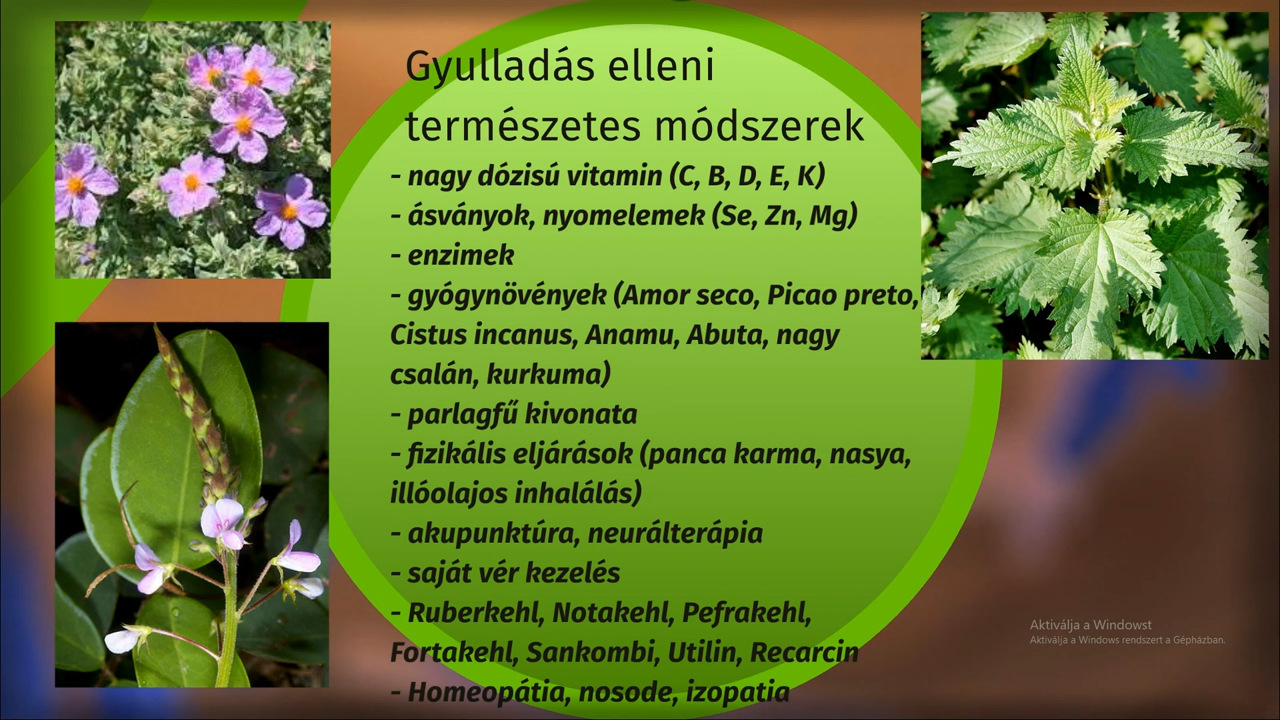 Gyulladás elleni
természetes módszerek
- nagy dózisú vitamin (C, B, D, E, K)
- ásványok, nyomelemek (Se, Zn, Mg)
- enzimek
- gyógynövények (Amor seco, Picao preto,
Cistus incanus, Anamu, Abuta, nagy
csalán, kurkuma)
- parlagfű kivonata
- fizikális eljárások (panca karma, nasya,
illóolajos inhalálás)
- akupunktúra, neurálterápia
- saját vér kezelés
- Ruberkehl, Notakehl, Pefrakehl,
Fortakehl, Sankombi, Utilin, Recarcin
- Homeopátia, nosode, izopatia
Aktiválja a Windowst
Aktiválja a Windows rendszert a Gépházban.